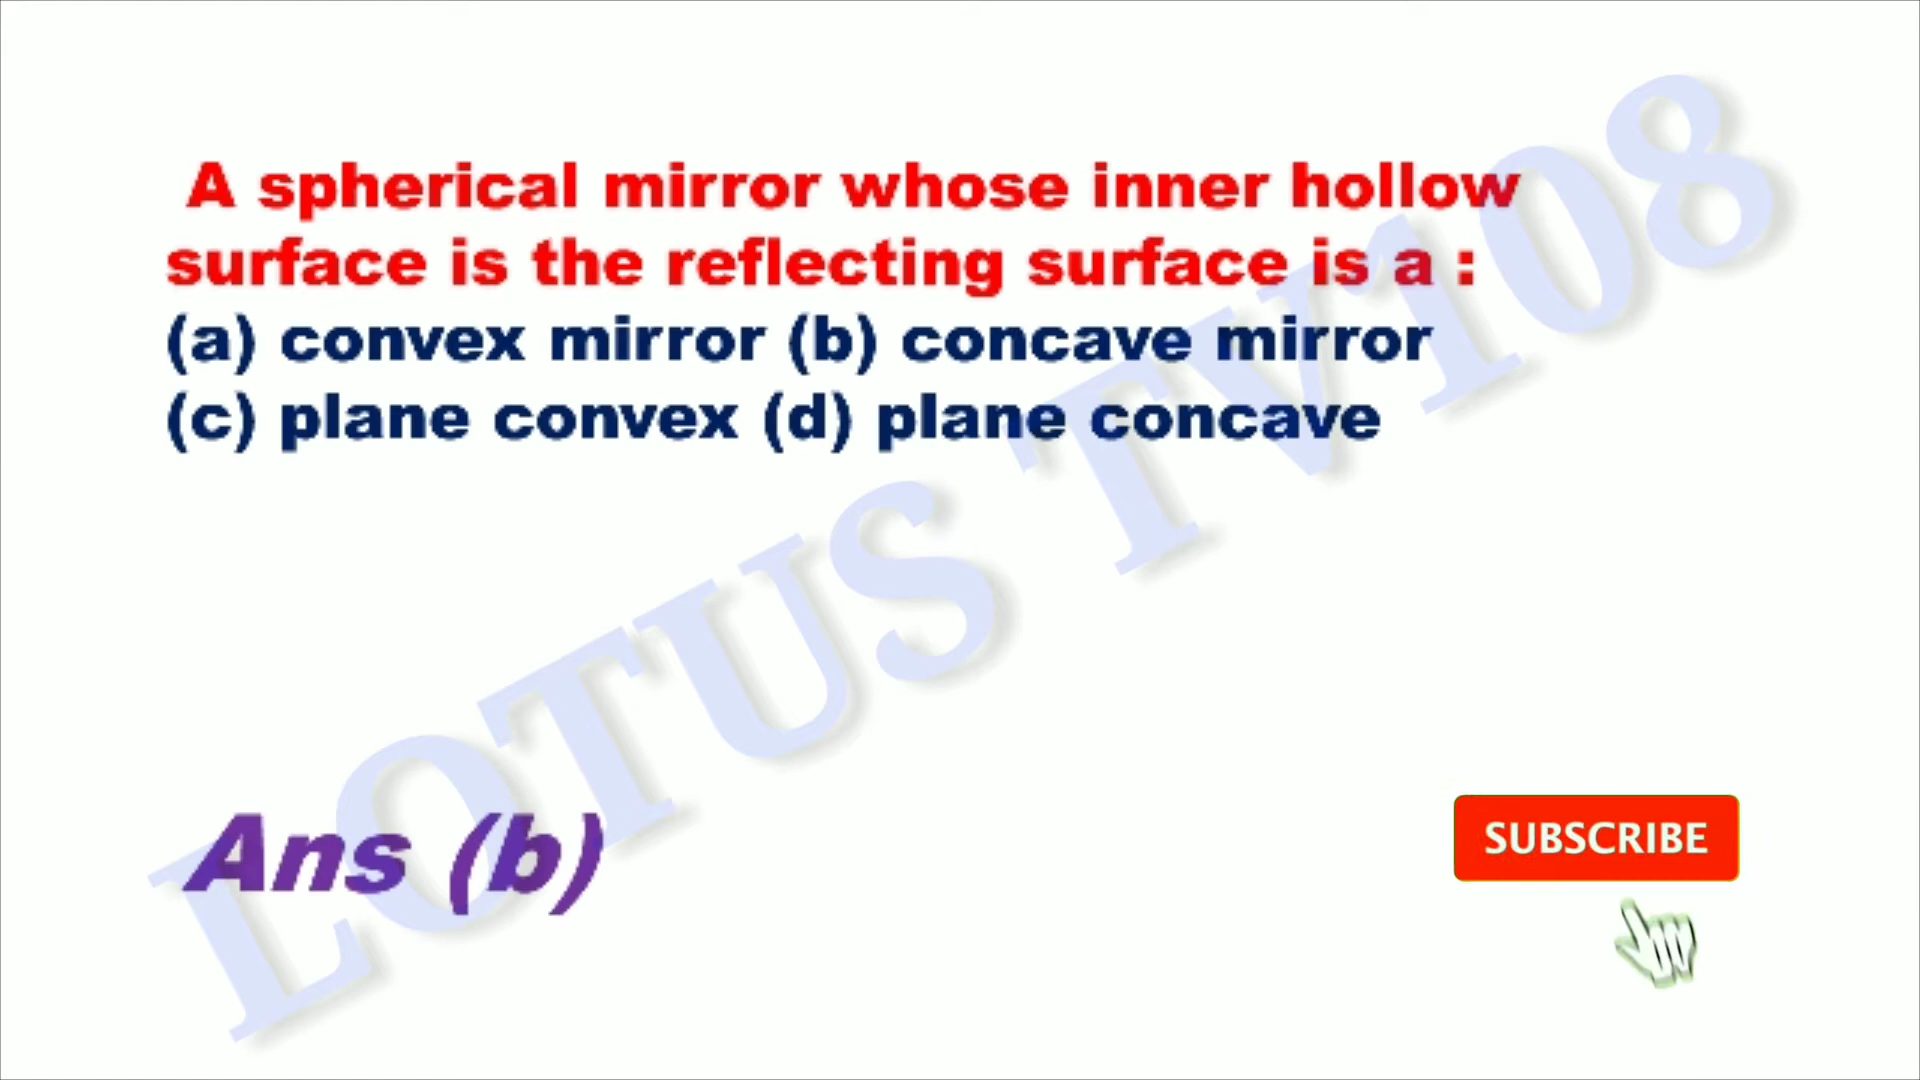 A spherical mirror whose inner hollow
surface is the reflecting surface is a :
(a) convex mirror (b) concave mirror
(c) plane convex (d) plane concave
LOTUS TV108
Ans (b)
SUBSCRIBE